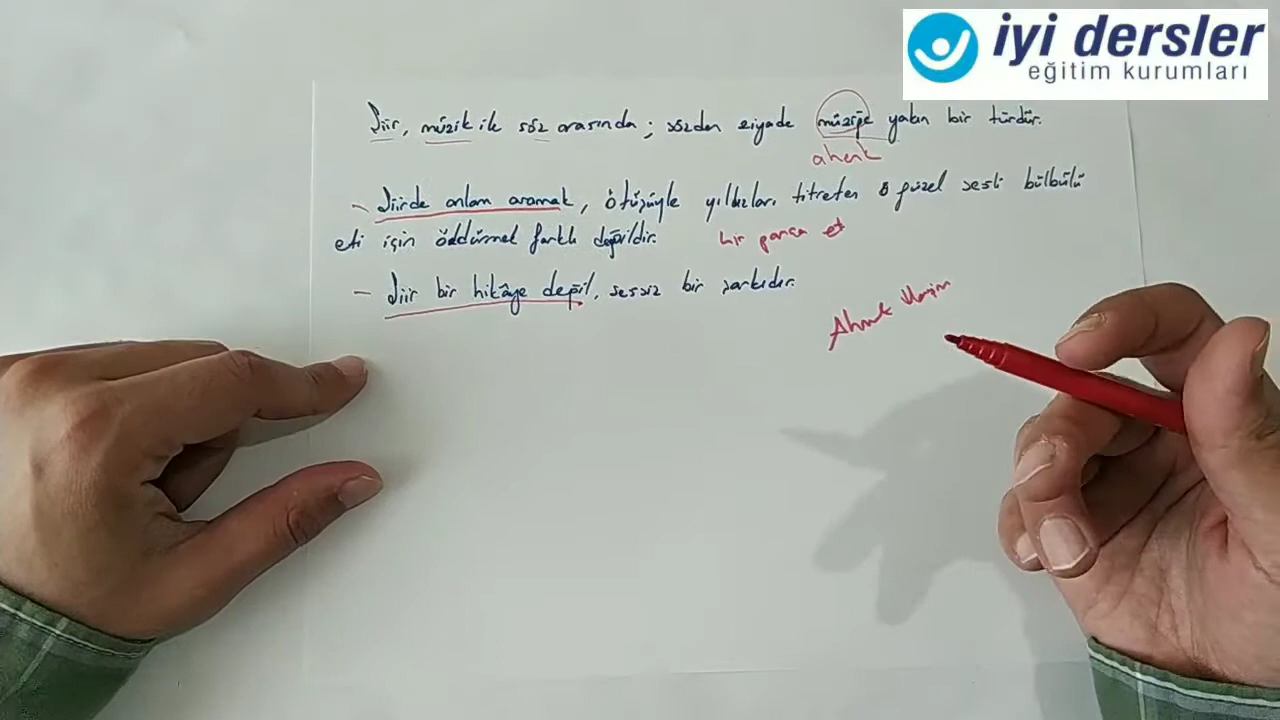 iyi dersler
eğitim kurumları
Şiir, müzik ile söz arasında; sözden ziyade müziğe yakın bir türdür.
ahenk
- Şiirde anlam aramak, ötüşüyle yıldızları titreten o güzel sesli bülbülü
eti için öldürmek farklı değildir.
bir parça et
- Şiir bir hikâye değil, sessiz bir şarkıdır.
Ahmet Haşim